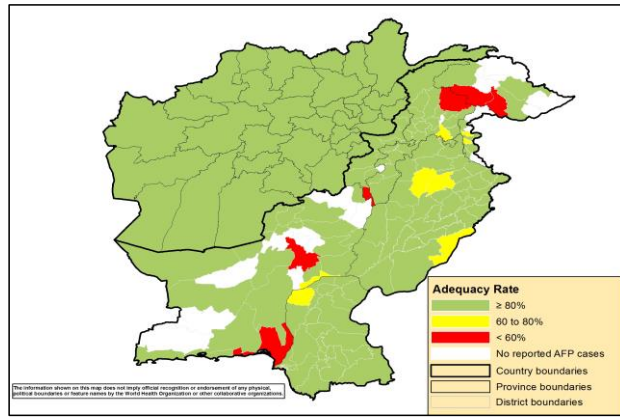 Adequacy Rate
≥ 80%
60 to 80%
< 60%
No reported AFP cases
Country boundaries
Province boundaries
District boundaries
The information shown on this map does not imply official recognition or endorsement of any physical,
political boundaries or feature names by the World Health Organization or other collaborative organizations.